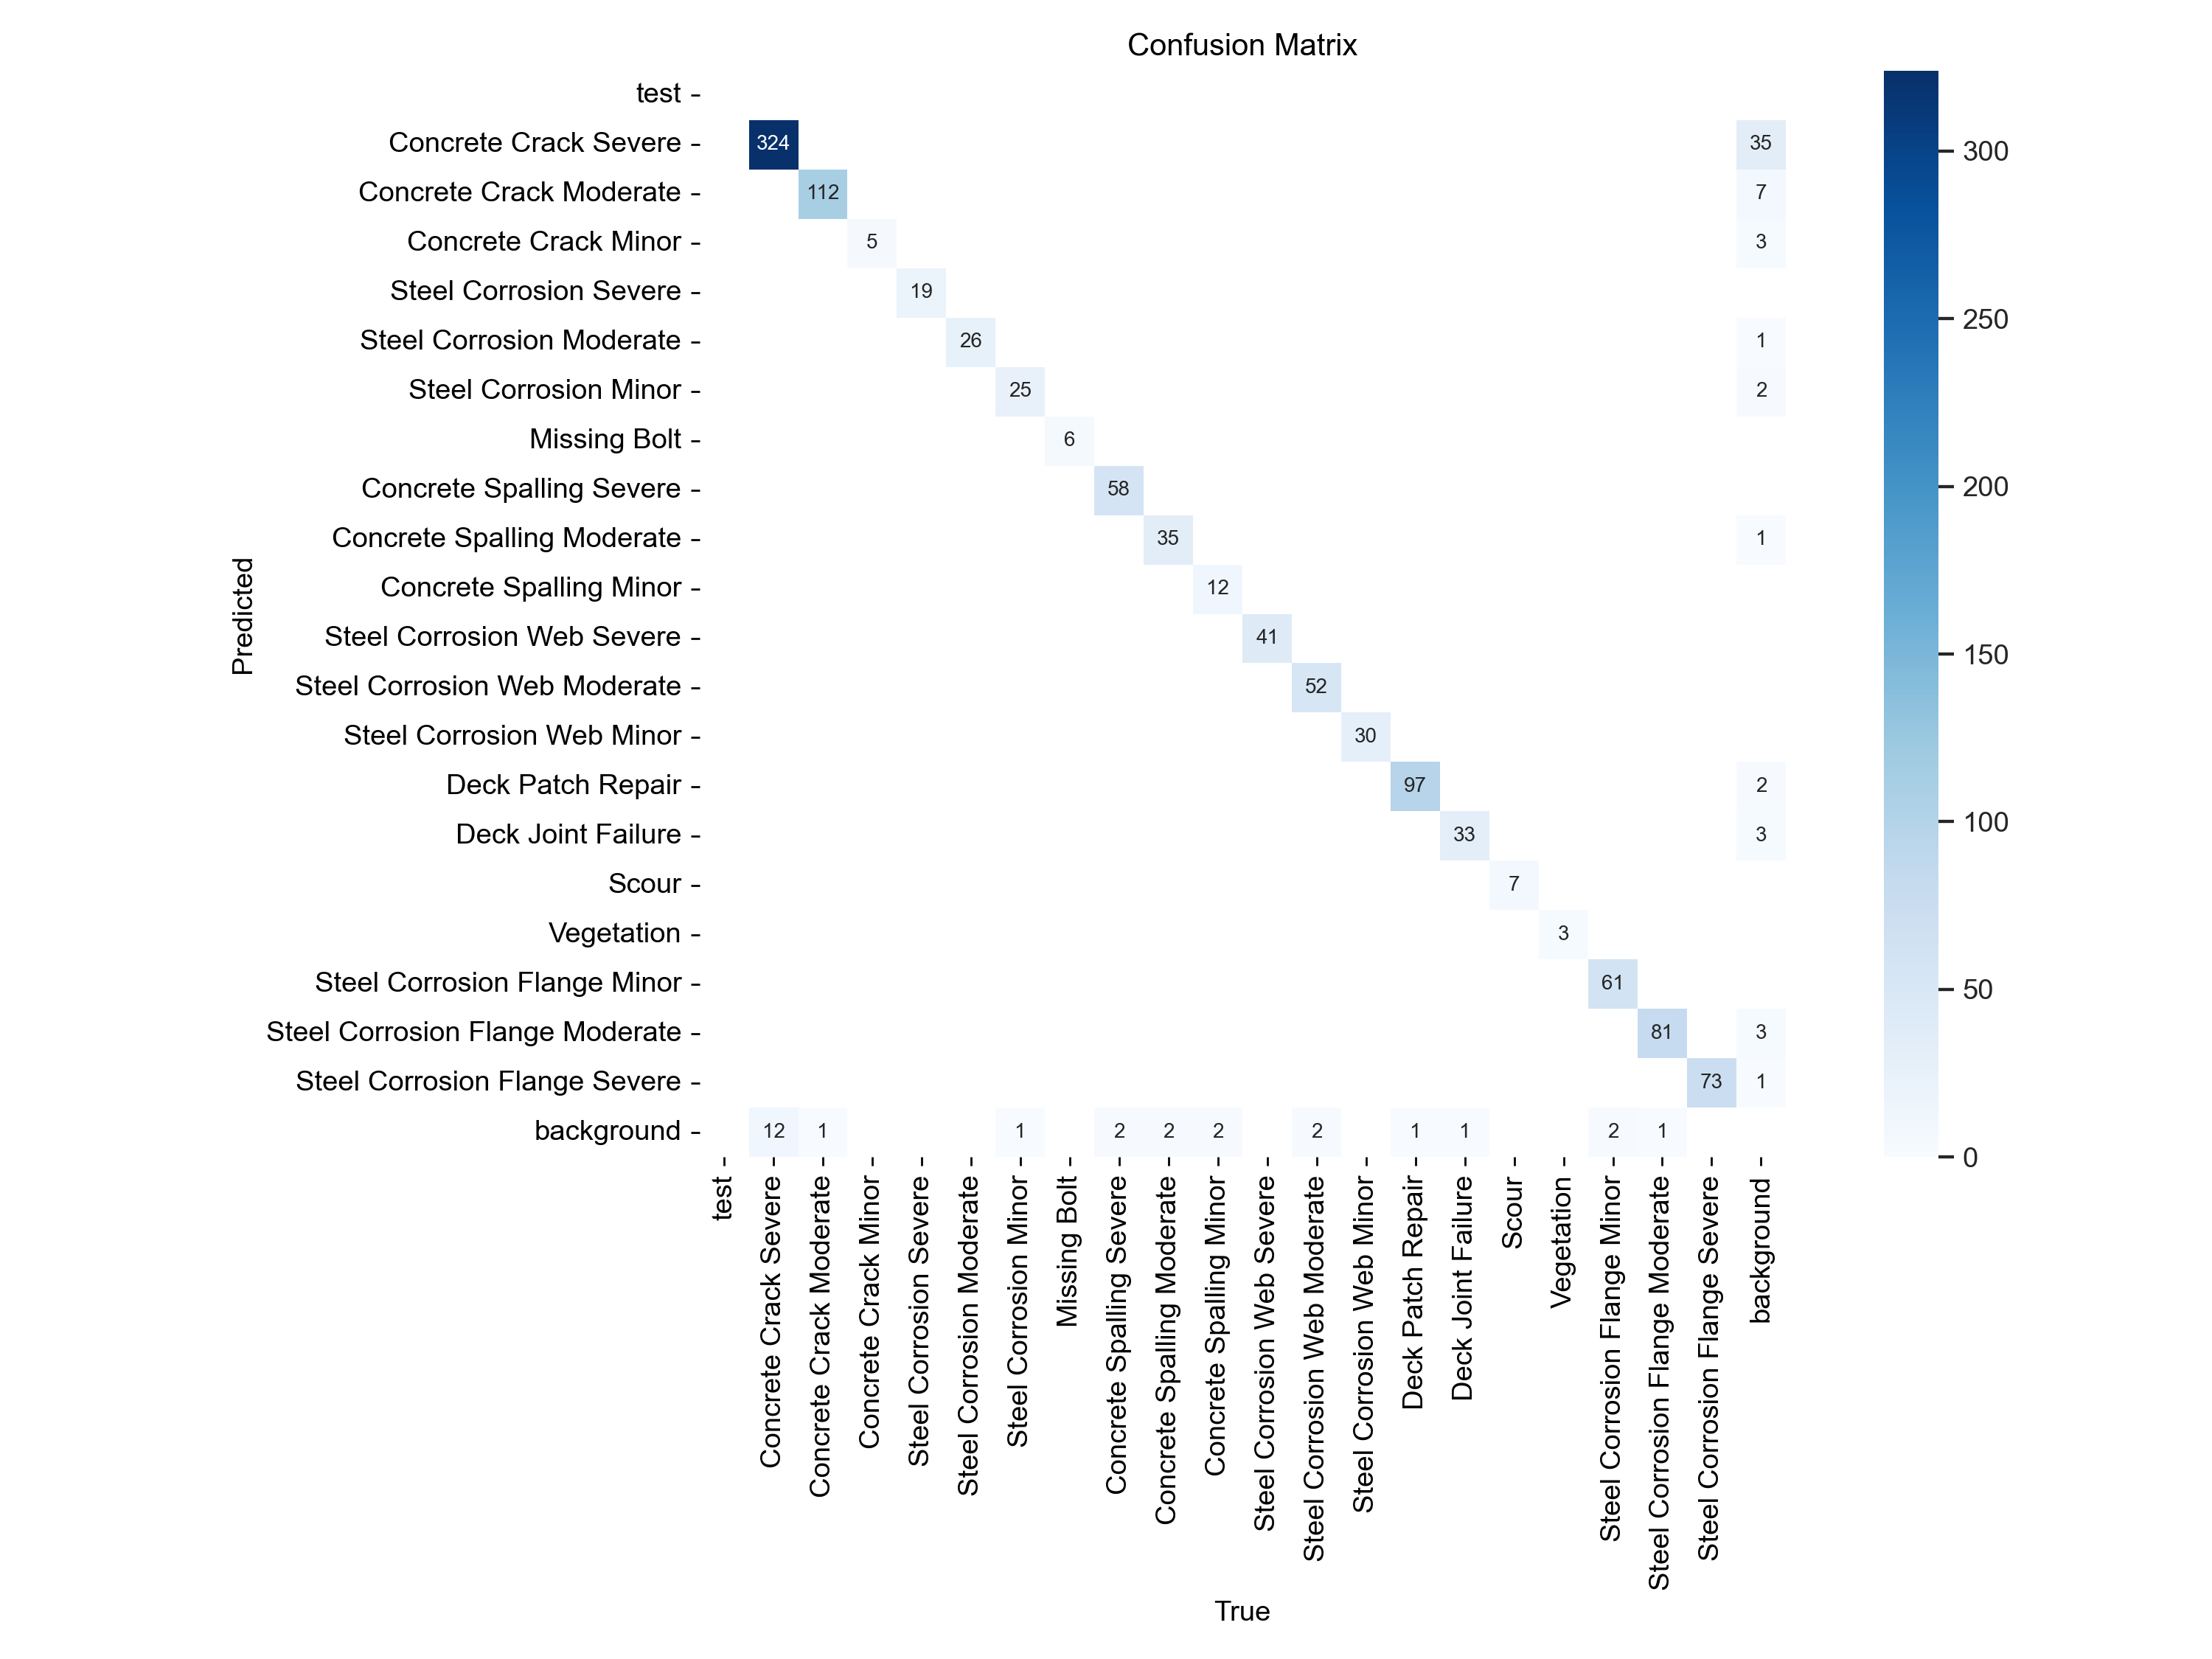 Confusion Matrix
test
Concrete Crack Severe 324 35
Concrete Crack Moderate 112 7
Concrete Crack Minor 5 3
Steel Corrosion Severe 19
Steel Corrosion Moderate 26 1
Steel Corrosion Minor 25 2
Missing Bolt 6
Concrete Spalling Severe 58
Concrete Spalling Moderate 35 1
Concrete Spalling Minor 12
Steel Corrosion Web Severe 41
Steel Corrosion Web Moderate 52
Steel Corrosion Web Minor 30
Deck Patch Repair 97 2
Deck Joint Failure 33 3
Scour 7
Vegetation 3
Steel Corrosion Flange Minor 61
Steel Corrosion Flange Moderate 81 3
Steel Corrosion Flange Severe 73 1
background 12 1 1 2 2 2 2 1 1 2 1
Predicted
test
Concrete Crack Severe
Concrete Crack Moderate
Concrete Crack Minor
Steel Corrosion Severe
Steel Corrosion Moderate
Steel Corrosion Minor
Missing Bolt
Concrete Spalling Severe
Concrete Spalling Moderate
Concrete Spalling Minor
Steel Corrosion Web Severe
Steel Corrosion Web Moderate
Steel Corrosion Web Minor
Deck Patch Repair
Deck Joint Failure
Scour
Vegetation
Steel Corrosion Flange Minor
Steel Corrosion Flange Moderate
Steel Corrosion Flange Severe
background
True
300
250
200
150
100
50
0